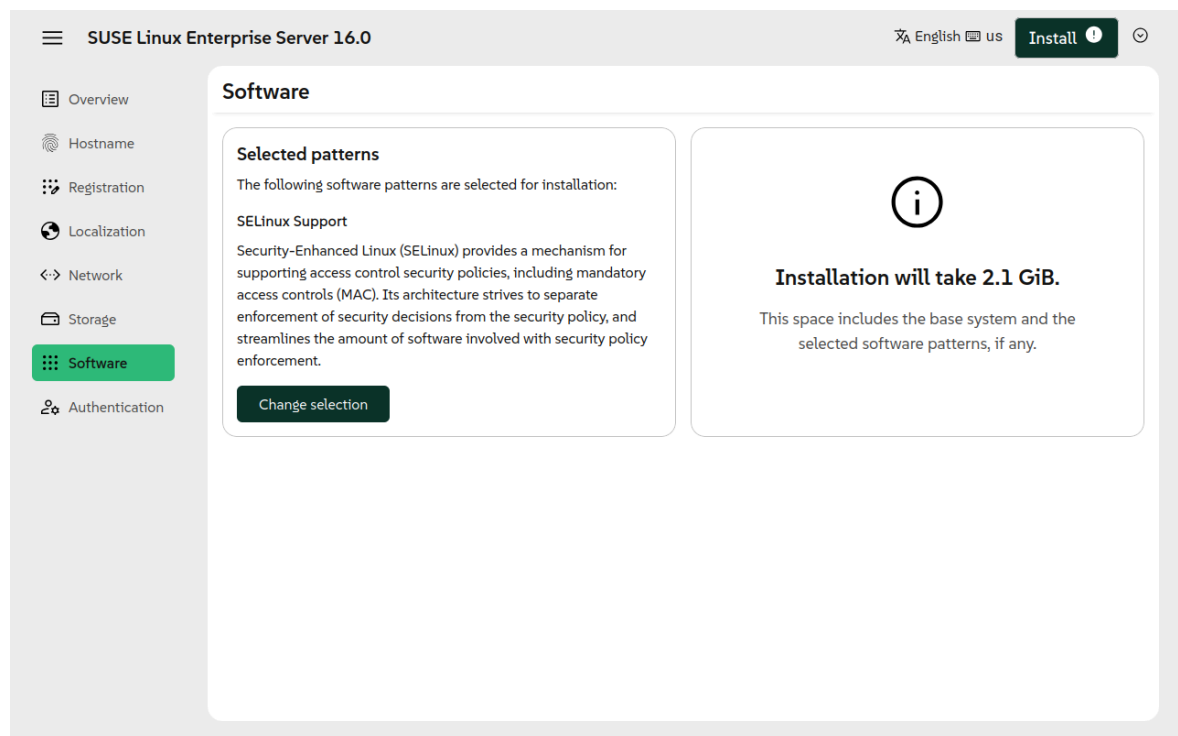 SUSE Linux Enterprise Server 16.0
English us
Install
Overview
Hostname
Registration
Localization
Network
Storage
Software
Authentication
Software
Selected patterns
The following software patterns are selected for installation:
SELinux Support
Security-Enhanced Linux (SELinux) provides a mechanism for
supporting access control security policies, including mandatory
access controls (MAC). Its architecture strives to separate
enforcement of security decisions from the security policy, and
streamlines the amount of software involved with security policy
enforcement.
Change selection
Installation will take 2.1 GiB.
This space includes the base system and the
selected software patterns, if any.